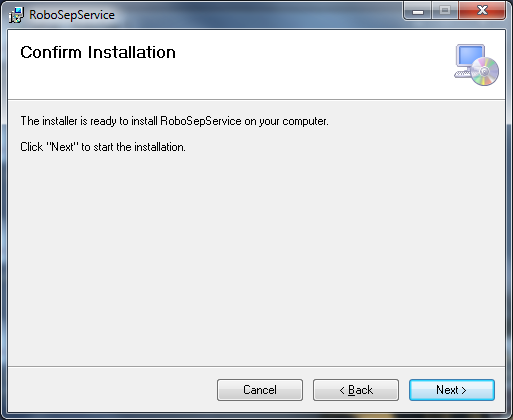 RoboSepService
Confirm Installation
The installer is ready to install RoboSepService on your computer.
Click "Next" to start the installation.
Cancel
< Back
Next >